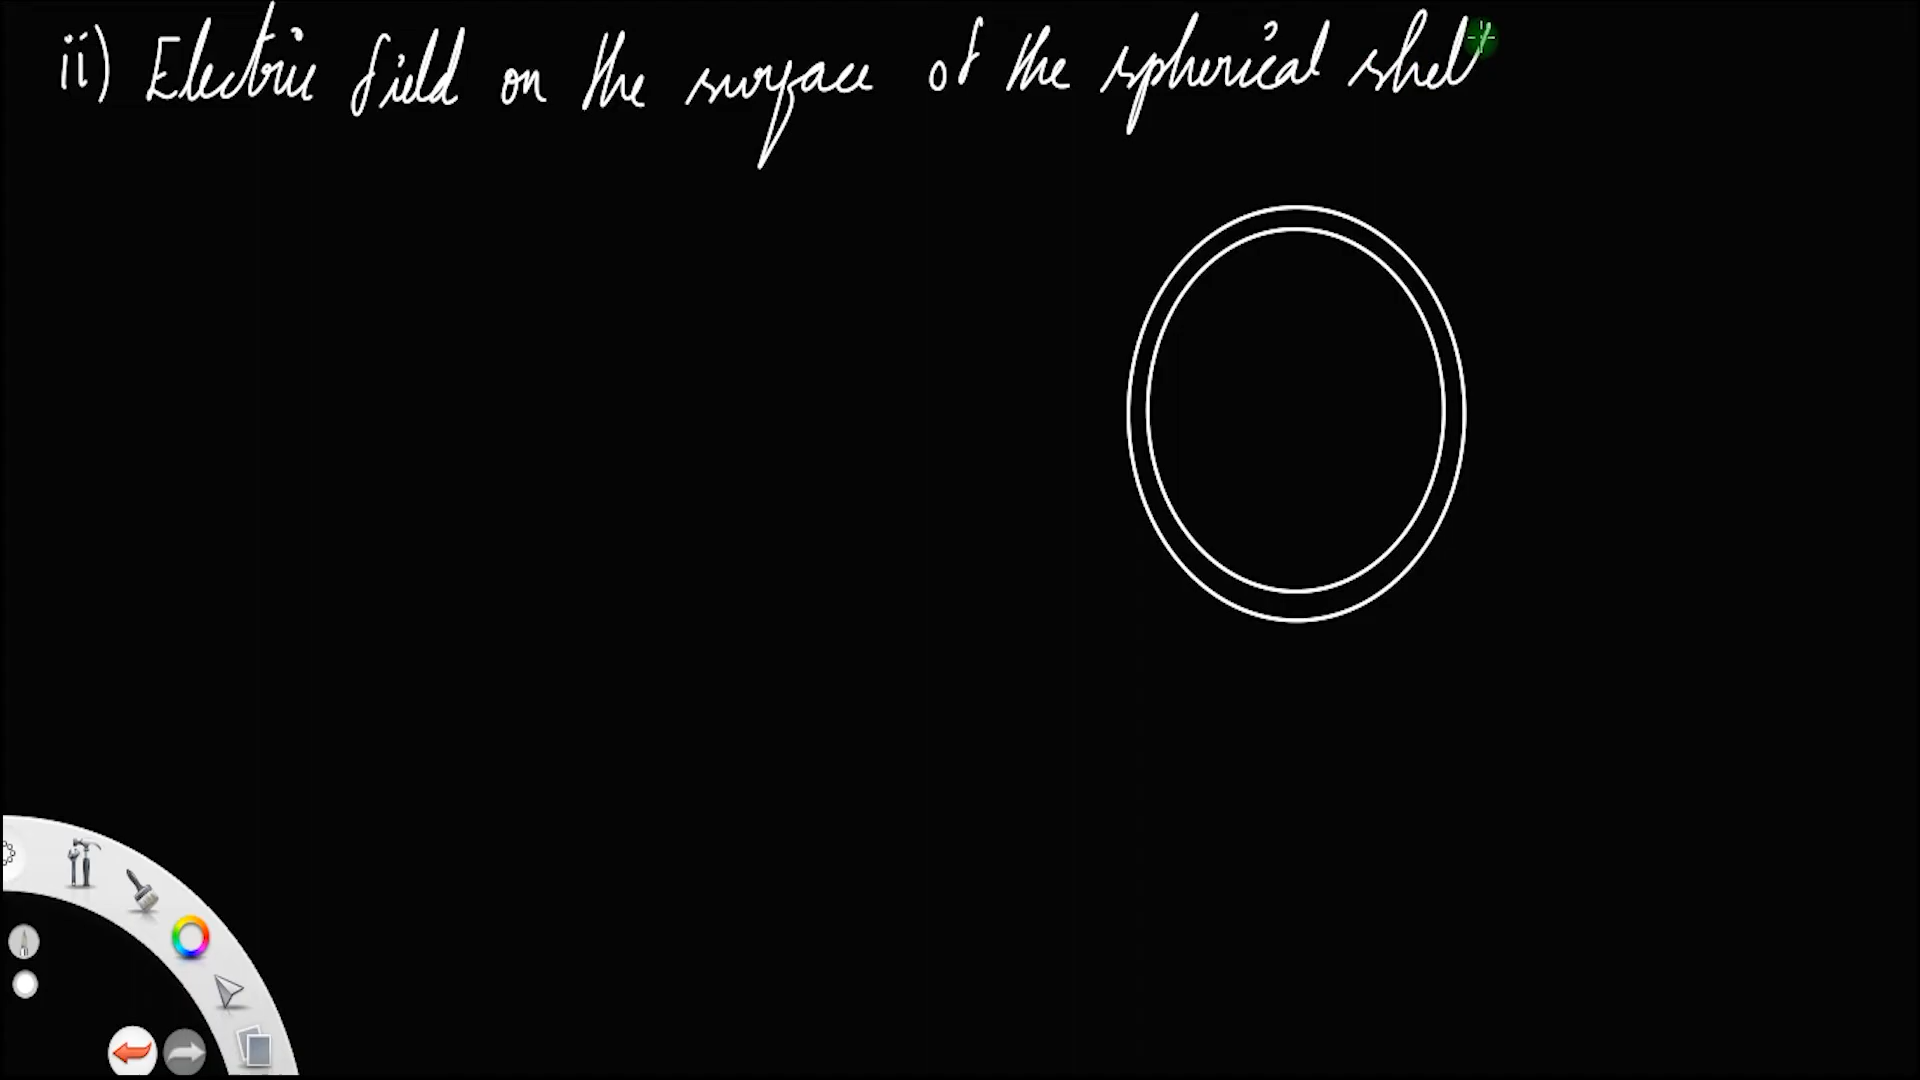 ii) Electric field on the surface of the spherical shell